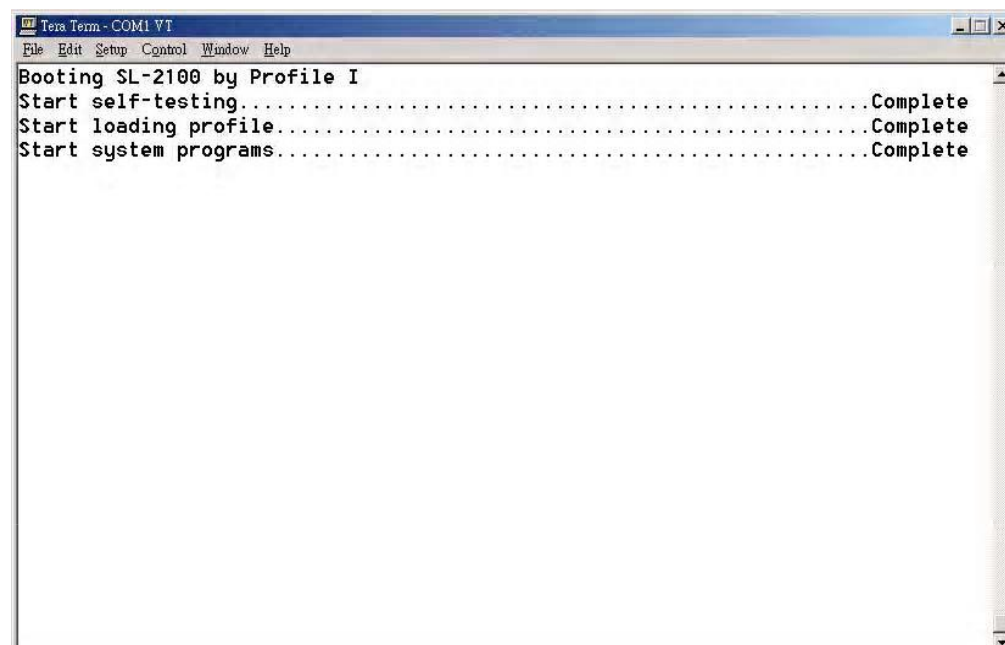 Tera Term - COM1 VT
File Edit Setup Control Window Help
Booting SL-2100 by Profile I
Start self-testing....................................................Complete
Start loading profile.................................................Complete
Start system programs.................................................Complete